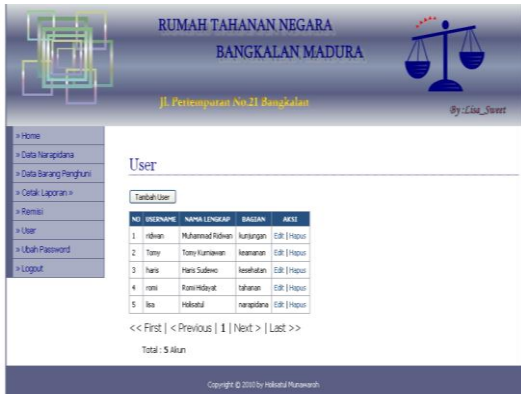 RUMAH TAHANAN NEGARA
BANGKALAN MADURA
Jl. Pertempuran No.21 Bangkalan
By :Lisa_Sweet
» Home
» Data Narapidana
» Data Barang Penghuni
» Cetak Laporan »
» Remisi
» User
» Ubah Password
» Logout
User
Tambah User
NO USERNAME NAMA LENGKAP BAGIAN AKSI
1 ridwan Muhammad Ridwan kunjungan Edit | Hapus
2 Tomy Tomy Kurniawan keamanan Edit | Hapus
3 haris Haris Sudewo kesehatan Edit | Hapus
4 romi Romi Hidayat tahanan Edit | Hapus
5 lisa Holisatul narapidana Edit | Hapus
<< First | < Previous | 1 | Next > | Last >>
Total : 5 Akun
Copyright © 2010 by Holisatul Munawaroh